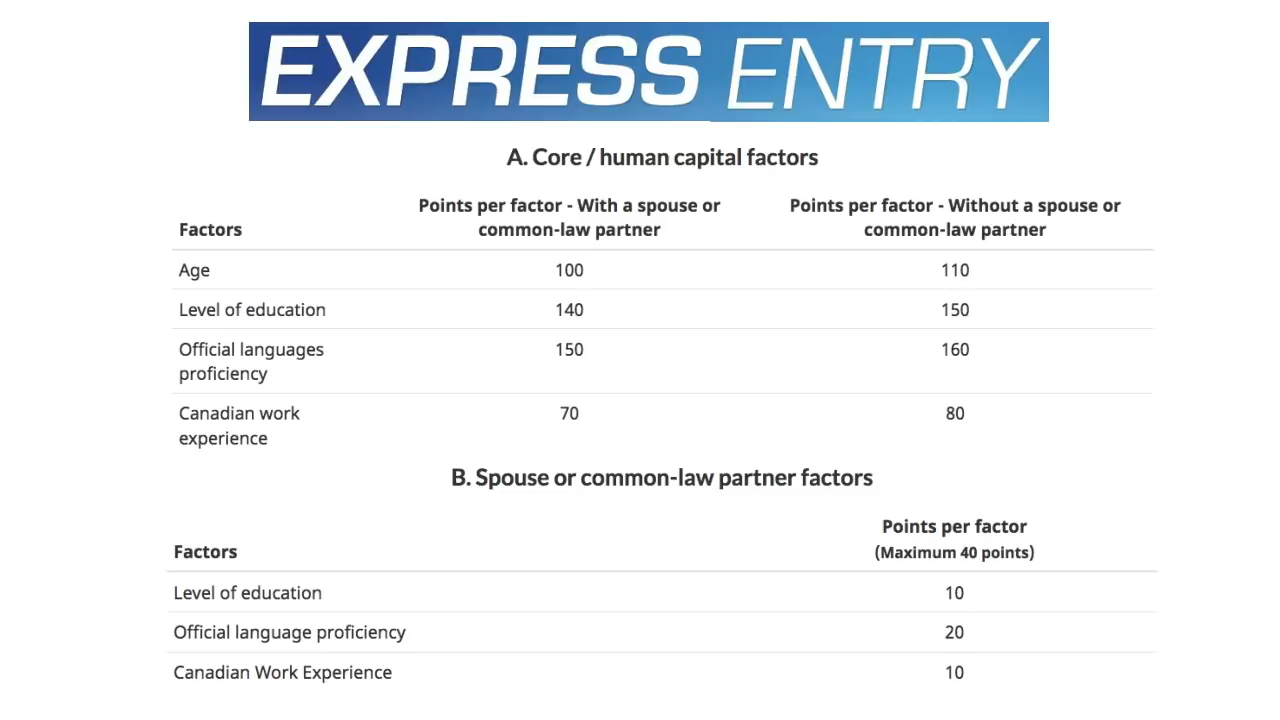 EXPRESS ENTRY
A. Core / human capital factors
Factors Points per factor - With a spouse or common-law partner Points per factor - Without a spouse or common-law partner
Age 100 110
Level of education 140 150
Official languages proficiency 150 160
Canadian work experience 70 80
B. Spouse or common-law partner factors
Factors Points per factor (Maximum 40 points)
Level of education 10
Official language proficiency 20
Canadian Work Experience 10